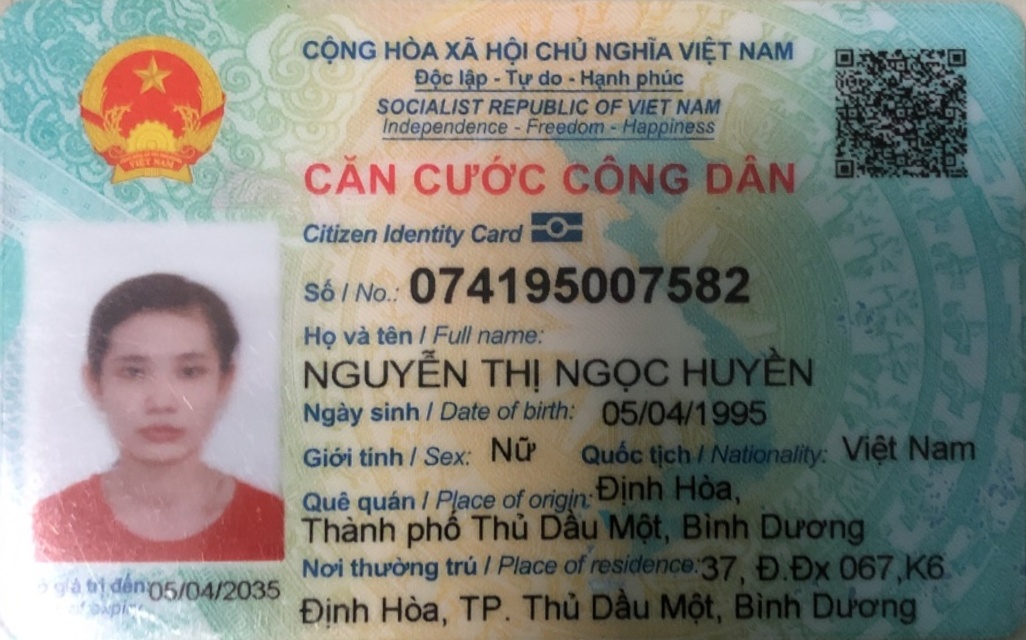 CỘNG HÒA XÃ HỘI CHỦ NGHĨA VIỆT NAM
Độc lập - Tự do - Hạnh phúc
SOCIALIST REPUBLIC OF VIET NAM
Independence - Freedom - Happiness
VIỆT NAM
CĂN CƯỚC CÔNG DÂN
Citizen Identity Card
Số / No.: 074195007582
Họ và tên / Full name:
NGUYỄN THỊ NGỌC HUYỀN
Ngày sinh / Date of birth: 05/04/1995
Giới tính / Sex: Nữ Quốc tịch / Nationality: Việt Nam
Quê quán / Place of origin: Định Hòa,
Thành phố Thủ Dầu Một, Bình Dương
Nơi thường trú / Place of residence: 37, Đ.Đx 067,K6
Định Hòa, TP. Thủ Dầu Một, Bình Dương
giá trị đến: 05/04/2035
of expiry